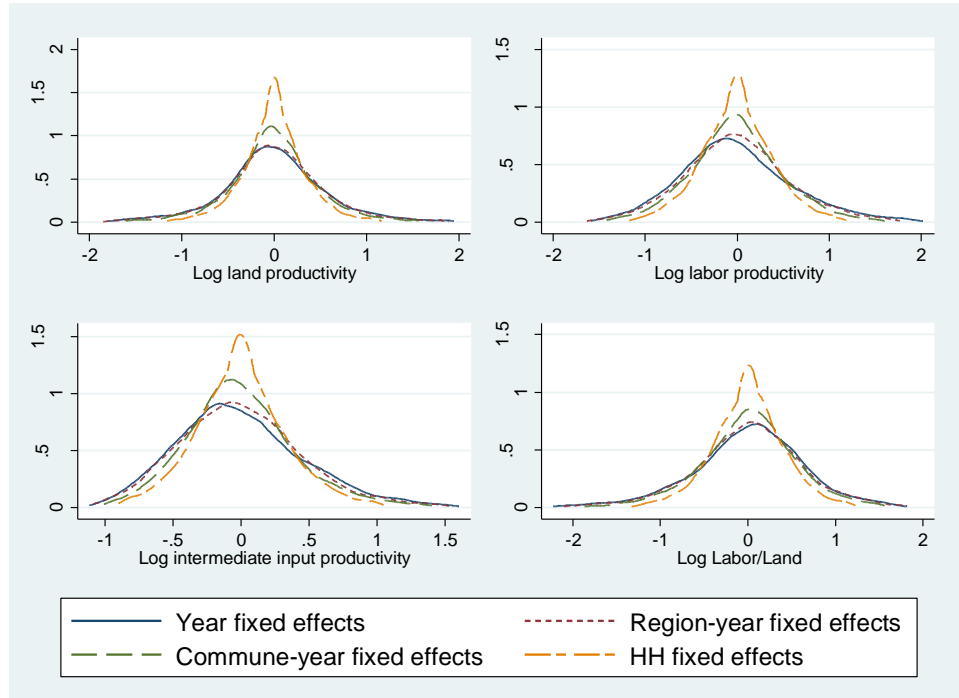 2
1.5
1
.5
0
-2 -1 0 1 2
Log land productivity
1.5
1
.5
0
-2 -1 0 1 2
Log labor productivity
1.5
1
.5
0
-1 -.5 0 .5 1 1.5
Log intermediate input productivity
1.5
1
.5
0
-2 -1 0 1 2
Log Labor/Land
Year fixed effects
Region-year fixed effects
Commune-year fixed effects
HH fixed effects